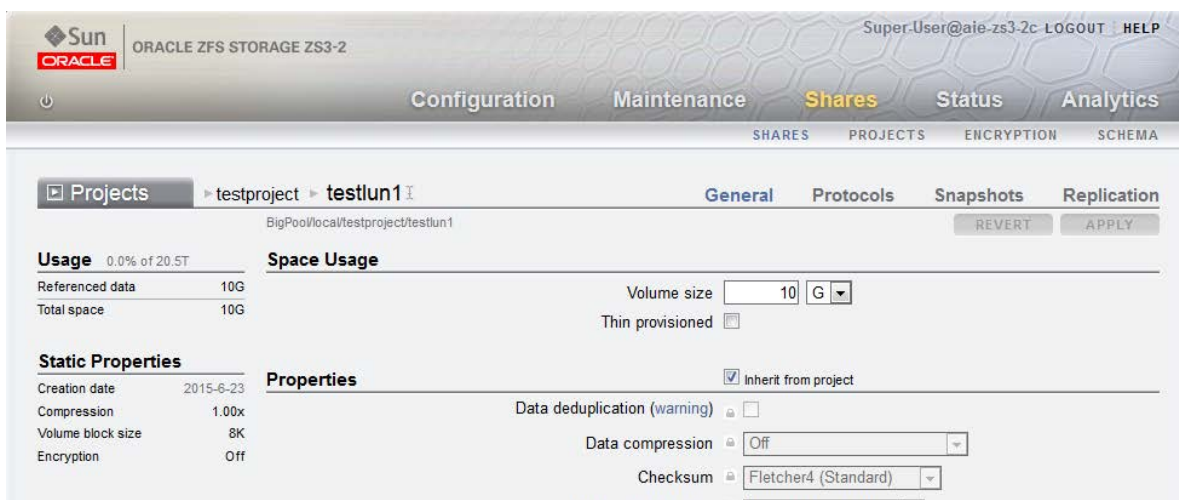 Sun
ORACLE
ORACLE ZFS STORAGE ZS3-2
Super-User@aie-zs3-2c LOGOUT HELP
Configuration Maintenance Shares Status Analytics
SHARES PROJECTS ENCRYPTION SCHEMA
Projects testproject testlun1 General Protocols Snapshots Replication
BigPool/local/testproject/testlun1 REVERT APPLY
Usage 0.0% of 20.5T
Referenced data 10G
Total space 10G
Static Properties
Creation date 2015-6-23
Compression 1.00x
Volume block size 8K
Encryption Off
Space Usage
Volume size 10 G
Thin provisioned
Properties Inherit from project
Data deduplication (warning)
Data compression Off
Checksum Fletcher4 (Standard)